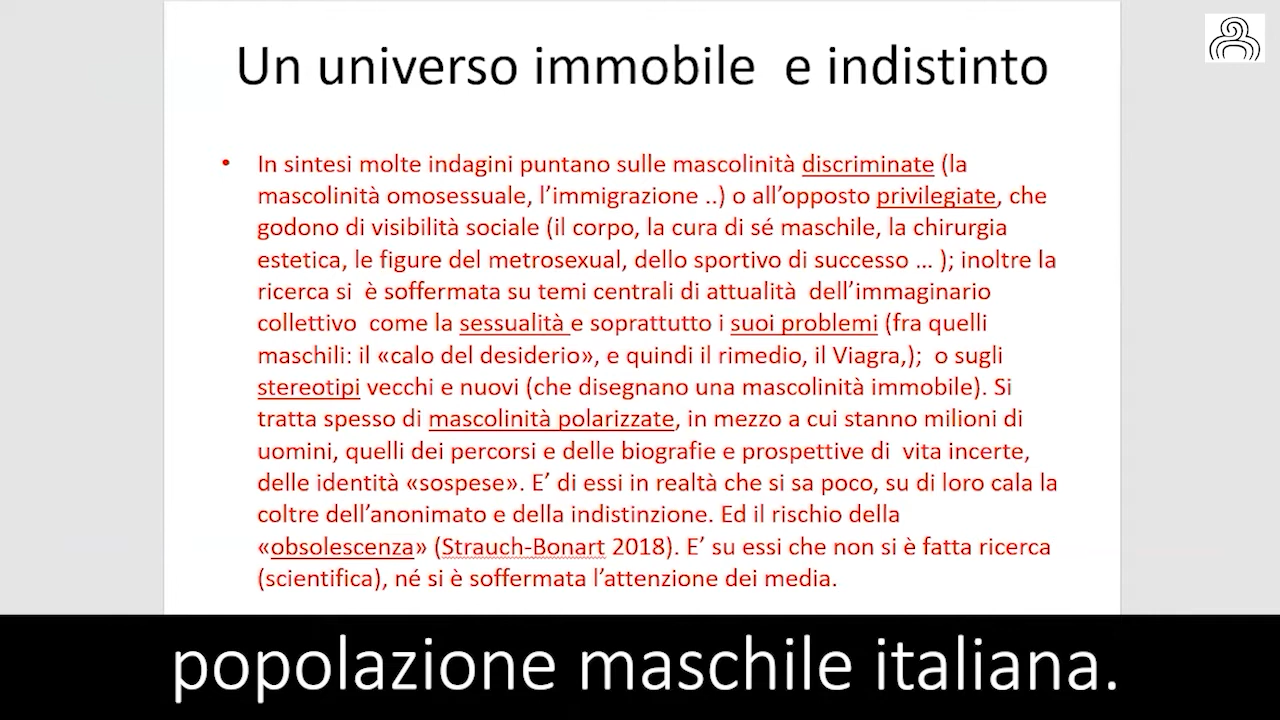 Un universo immobile  e indistinto
• In sintesi molte indagini puntano sulle mascolinità discriminate (la
mascolinità omosessuale, l’immigrazione ..) o all’opposto privilegiate, che
godono di visibilità sociale (il corpo, la cura di sé maschile, la chirurgia
estetica, le figure del metrosexual, dello sportivo di successo … ); inoltre la
ricerca si  è soffermata su temi centrali di attualità  dell’immaginario
collettivo  come la sessualità e soprattutto i suoi problemi (fra quelli
maschili: il «calo del desiderio», e quindi il rimedio, il Viagra,);  o sugli
stereotipi vecchi e nuovi (che disegnano una mascolinità immobile). Si
tratta spesso di mascolinità polarizzate, in mezzo a cui stanno milioni di
uomini, quelli dei percorsi e delle biografie e prospettive di  vita incerte,
delle identità «sospese». E’ di essi in realtà che si sa poco, su di loro cala la
coltre dell’anonimato e della indistinzione. Ed il rischio della
«obsolescenza» (Strauch-Bonart 2018). E’ su essi che non si è fatta ricerca
(scientifica), né si è soffermata l’attenzione dei media.
popolazione maschile italiana.